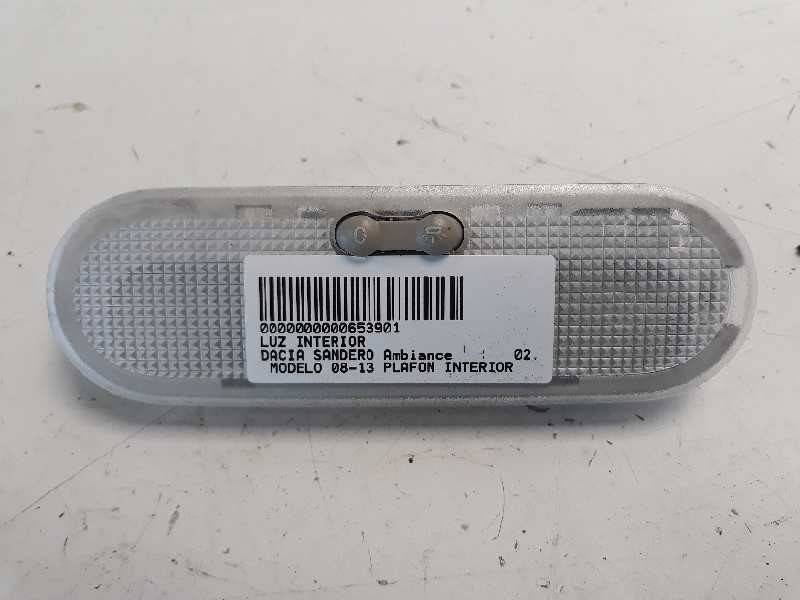 0000000000653901
LUZ INTERIOR
DACIA SANDERO Ambiance 02.
MODELO 08-13 PLAFON INTERIOR